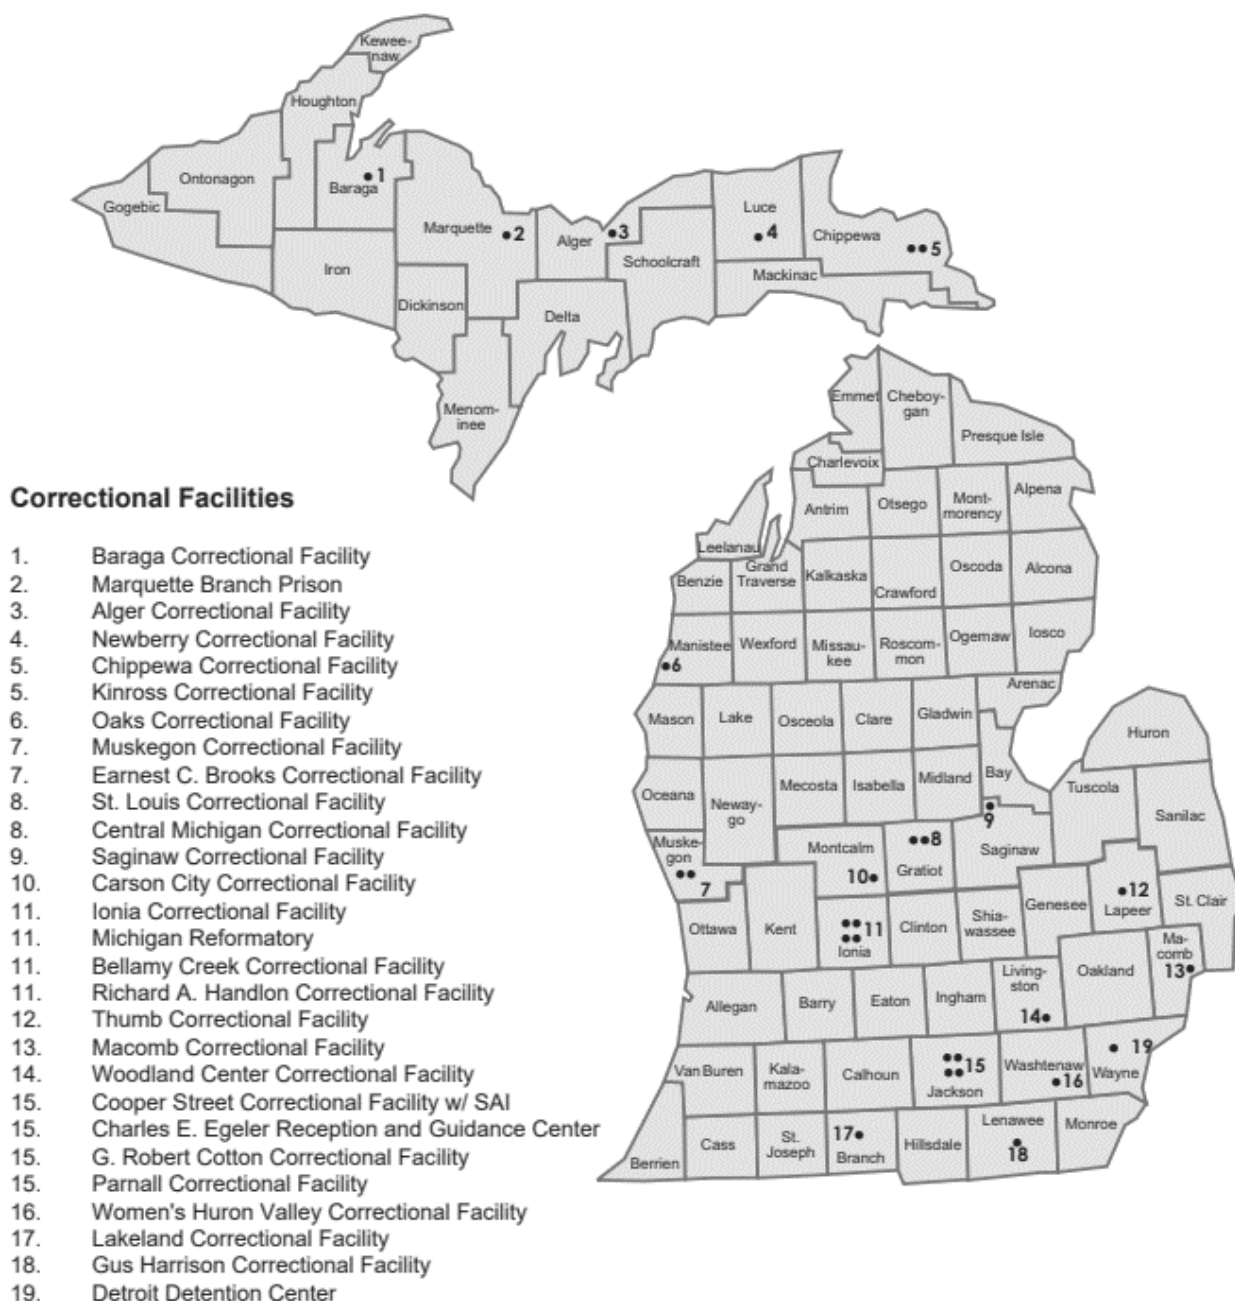 Kewee-
naw
Houghton
Ontonagon
Baraga
1
Gogebic
Marquette
2
Alger
3
Luce
4
Chippewa
5
Schoolcraft
Mackinac
Iron
Dickinson
Delta
Menom-
inee
Emmet
Cheboy-
gan
Presque Isle
Charlevoix
Antrim
Otsego
Mont-
morency
Alpena
Leelanau
Benzie
Grand
Traverse
Kalkaska
Crawford
Oscoda
Alcona
Manistee
6
Wexford
Missau-
kee
Roscom-
mon
Ogemaw
Iosco
Arenac
Mason
Lake
Osceola
Clare
Gladwin
Huron
Oceana
Neway-
go
Mecosta
Isabella
Midland
Bay
9
Tuscola
Sanilac
Muske-
gon
7
Montcalm
10
8
Gratiot
Saginaw
Ottawa
Kent
11
Ionia
Clinton
Shia-
wassee
Genesee
12
Lapeer
St. Clair
Allegan
Barry
Eaton
Ingham
Living-
ston
14
Oakland
Ma-
comb
13
Van Buren
Kala-
mazoo
Calhoun
15
Jackson
Washtenaw
16
19
Wayne
Berrien
Cass
St.
Joseph
17
Branch
Hillsdale
Lenawee
18
Monroe
Correctional Facilities
1. Baraga Correctional Facility
2. Marquette Branch Prison
3. Alger Correctional Facility
4. Newberry Correctional Facility
5. Chippewa Correctional Facility
5. Kinross Correctional Facility
6. Oaks Correctional Facility
7. Muskegon Correctional Facility
7. Earnest C. Brooks Correctional Facility
8. St. Louis Correctional Facility
8. Central Michigan Correctional Facility
9. Saginaw Correctional Facility
10. Carson City Correctional Facility
11. Ionia Correctional Facility
11. Michigan Reformatory
11. Bellamy Creek Correctional Facility
11. Richard A. Handlon Correctional Facility
12. Thumb Correctional Facility
13. Macomb Correctional Facility
14. Woodland Center Correctional Facility
15. Cooper Street Correctional Facility w/ SAI
15. Charles E. Egeler Reception and Guidance Center
15. G. Robert Cotton Correctional Facility
15. Parnall Correctional Facility
16. Women's Huron Valley Correctional Facility
17. Lakeland Correctional Facility
18. Gus Harrison Correctional Facility
19. Detroit Detention Center